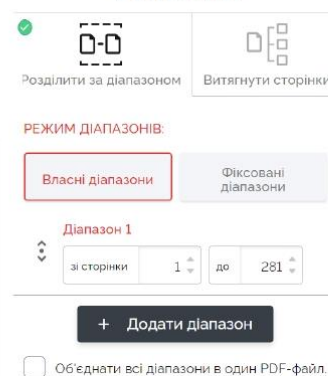 Розділити за діапазоном
Витягнути сторінки
РЕЖИМ ДІАПАЗОНІВ:
Власні діапазони
Фіксовані
діапазони
Діапазон 1
зі сторінки 1 до 281
+ Додати діапазон
Об'єднати всі діапазони в один PDF-файл.